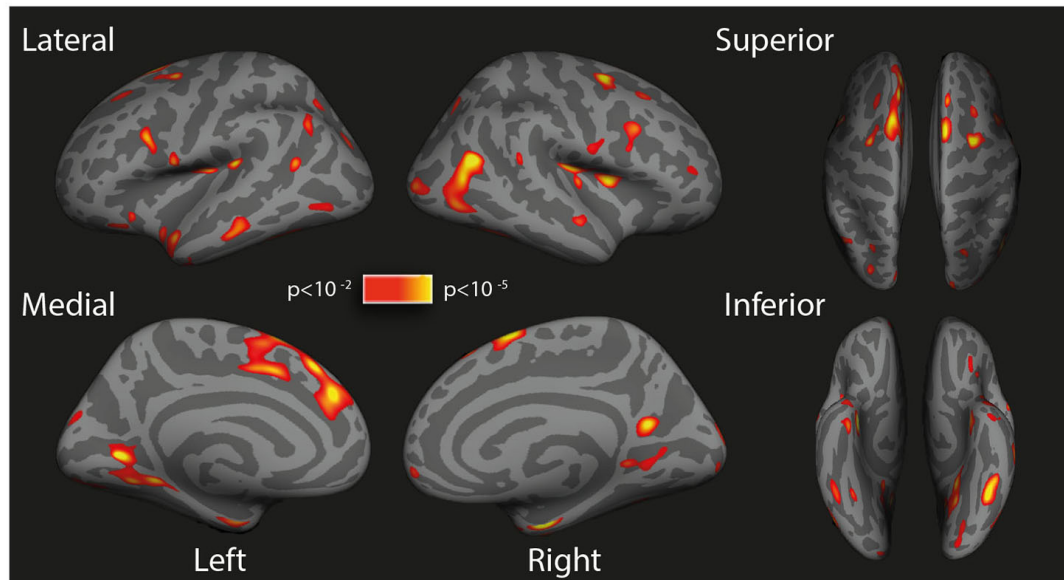 Lateral
Superior
p<10 -2
p<10 -5
Medial
Inferior
Left
Right